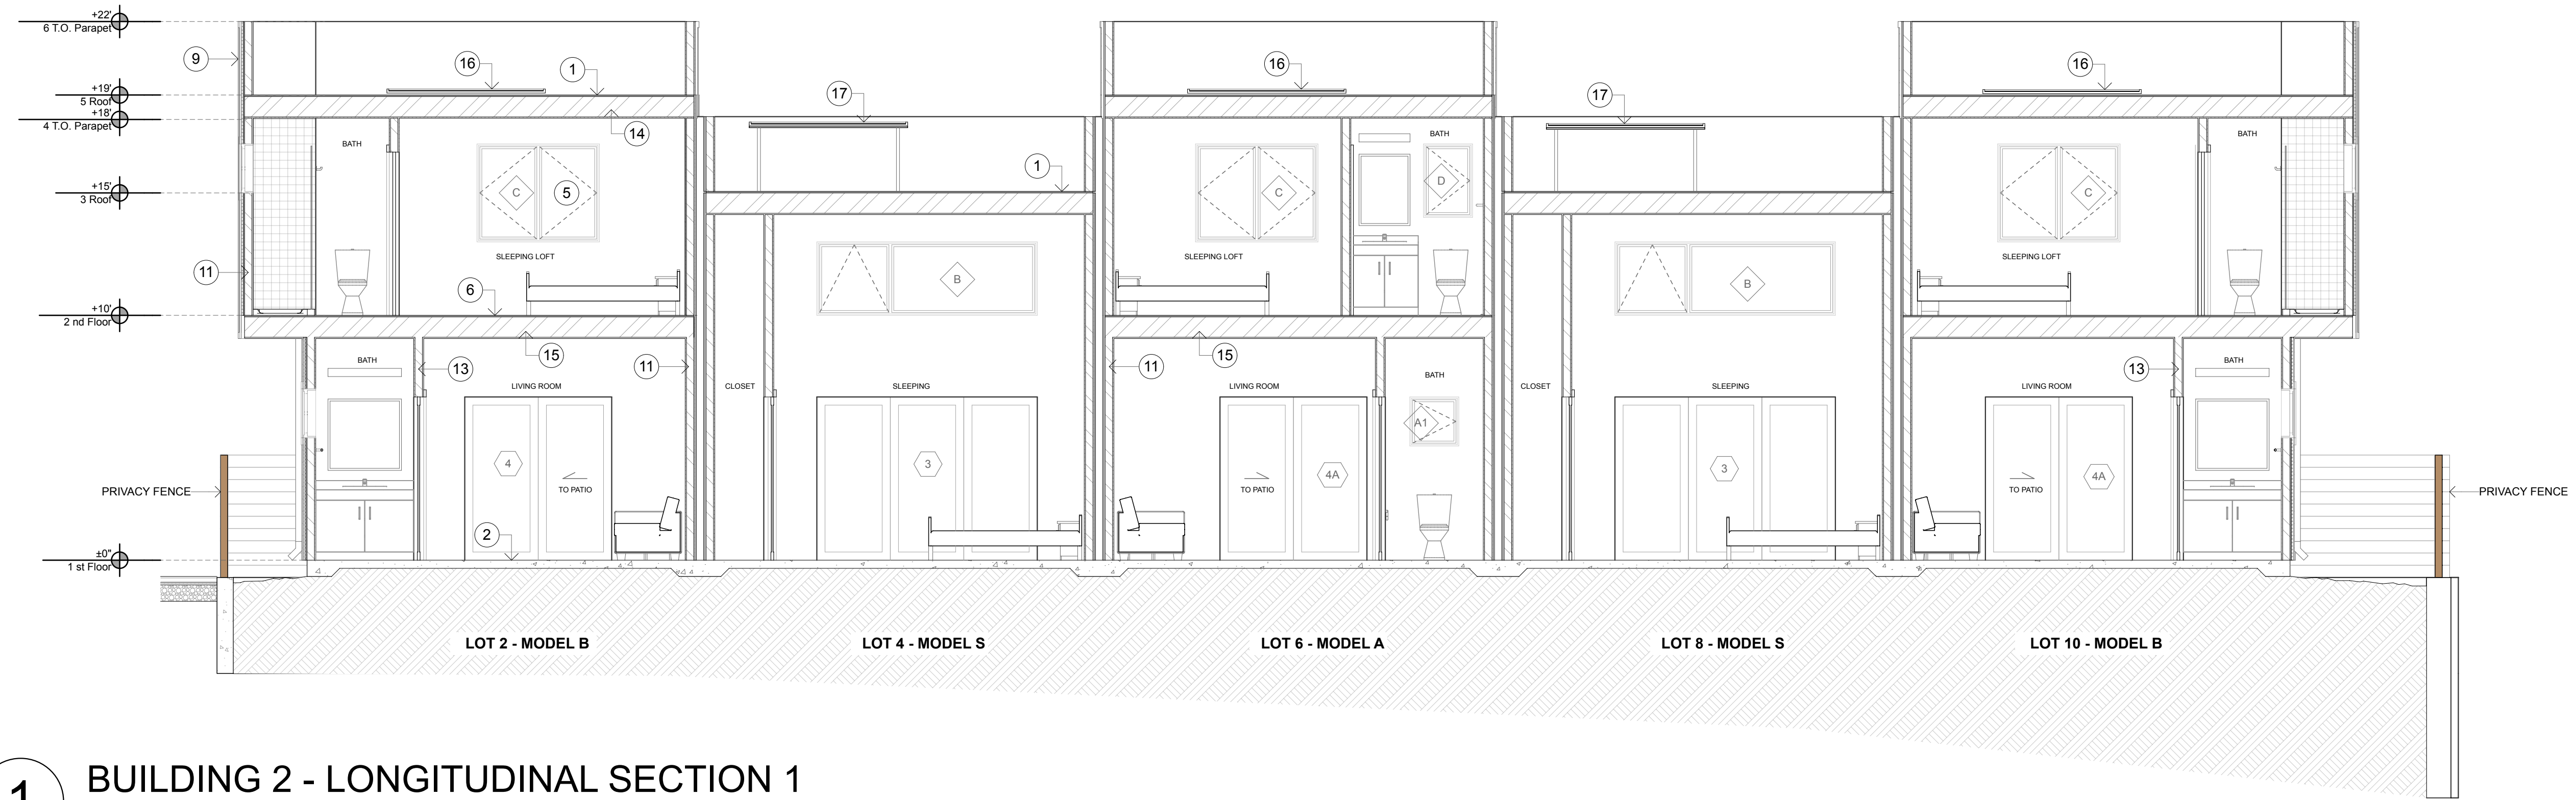 +22'
6 T.O. Parapet
9
16
1
16
16
+19'
5 Roof
17
17
+18'
4 T.O. Parapet
14
BATH
BATH
BATH
1
C
5
C
D
C
+15'
3 Roof
SLEEPING LOFT
SLEEPING LOFT
SLEEPING LOFT
11
B
B
6
+10'
2 nd Floor
15
15
BATH
13
11
11
13
BATH
BATH
LIVING ROOM
CLOSET
SLEEPING
LIVING ROOM
CLOSET
SLEEPING
LIVING ROOM
A1
4
3
4A
3
4A
PRIVACY FENCE
TO PATIO
TO PATIO
TO PATIO
PRIVACY FENCE
2
±0"
1 st Floor
LOT 2 - MODEL B
LOT 4 - MODEL S
LOT 6 - MODEL A
LOT 8 - MODEL S
LOT 10 - MODEL B
1
BUILDING 2 - LONGITUDINAL SECTION 1